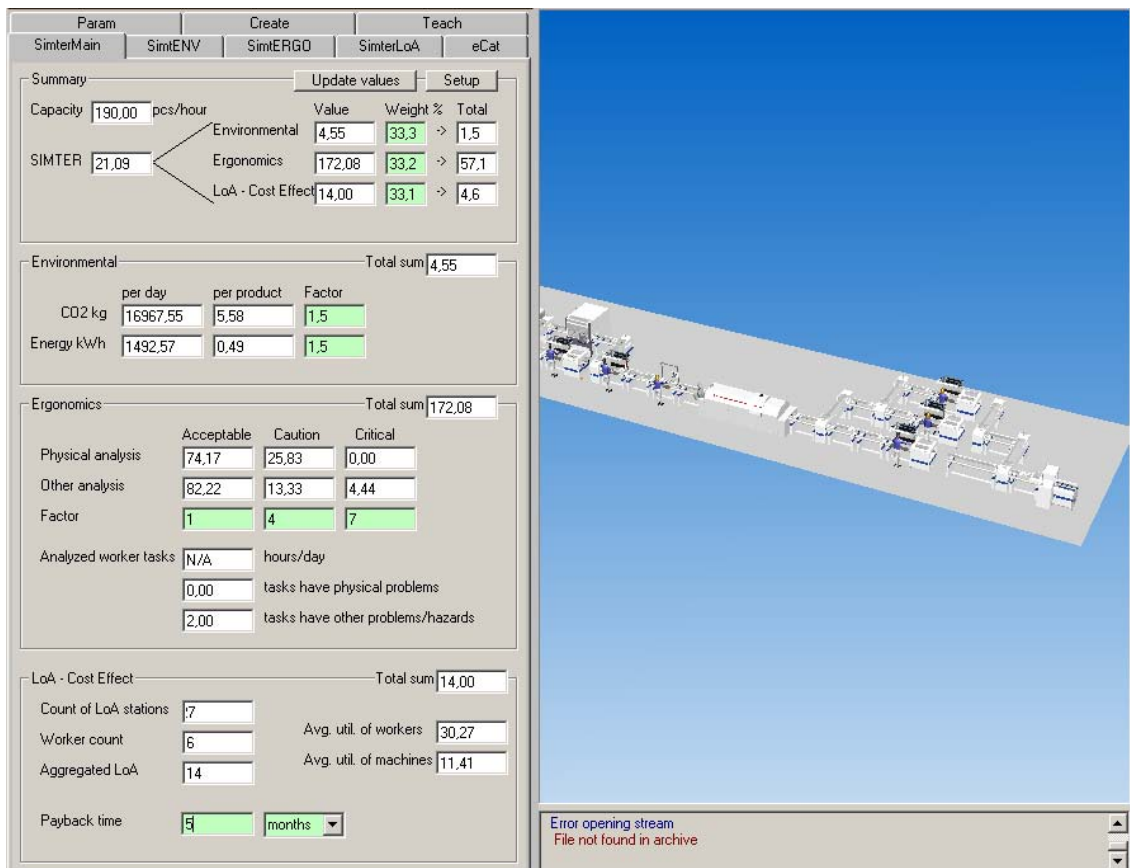 Param Create Teach
SimterMain SimtENV SimtERGO SimterLoA eCat
Summary Update values Setup
Capacity 190,00 pcs/hour Value Weight % Total
Environmental 4,55 33,3 -> 1,5
SIMTER 21,09 Ergonomics 172,08 33,2 -> 57,1
LoA - Cost Effect 14,00 33,1 -> 4,6
Environmental Total sum 4,55
per day per product Factor
CO2 kg 16967,55 5,58 1,5
Energy kWh 1492,57 0,49 1,5
Ergonomics Total sum 172,08
Acceptable Caution Critical
Physical analysis 74,17 25,83 0,00
Other analysis 82,22 13,33 4,44
Factor 1 4 7
Analyzed worker tasks N/A hours/day
0,00 tasks have physical problems
2,00 tasks have other problems/hazards
LoA - Cost Effect Total sum 14,00
Count of LoA stations :7
Worker count 6 Avg. util. of workers 30,27
Aggregated LoA 14 Avg. util. of machines 11,41
Payback time 5 months
Error opening stream
File not found in archive